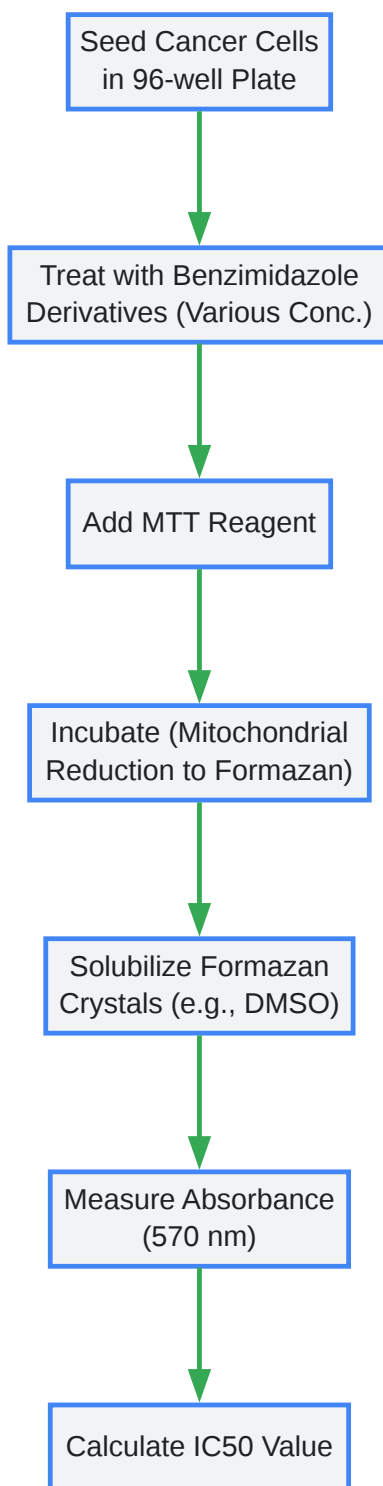 Seed Cancer Cells
in 96-well Plate
Treat with Benzimidazole
Derivatives (Various Conc.)
Add MTT Reagent
Incubate (Mitochondrial
Reduction to Formazan)
Solubilize Formazan
Crystals (e.g., DMSO)
Measure Absorbance
(570 nm)
Calculate IC50 Value